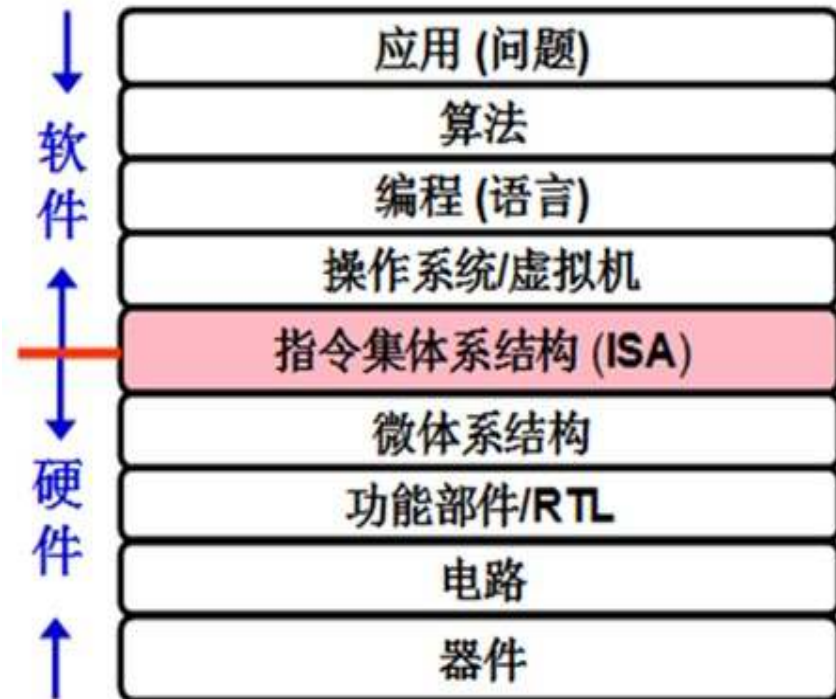 应用 (问题)
算法
编程 (语言)
操作系统/虚拟机
指令集体系结构 (ISA)
微体系结构
功能部件/RTL
电路
器件
软件
硬件